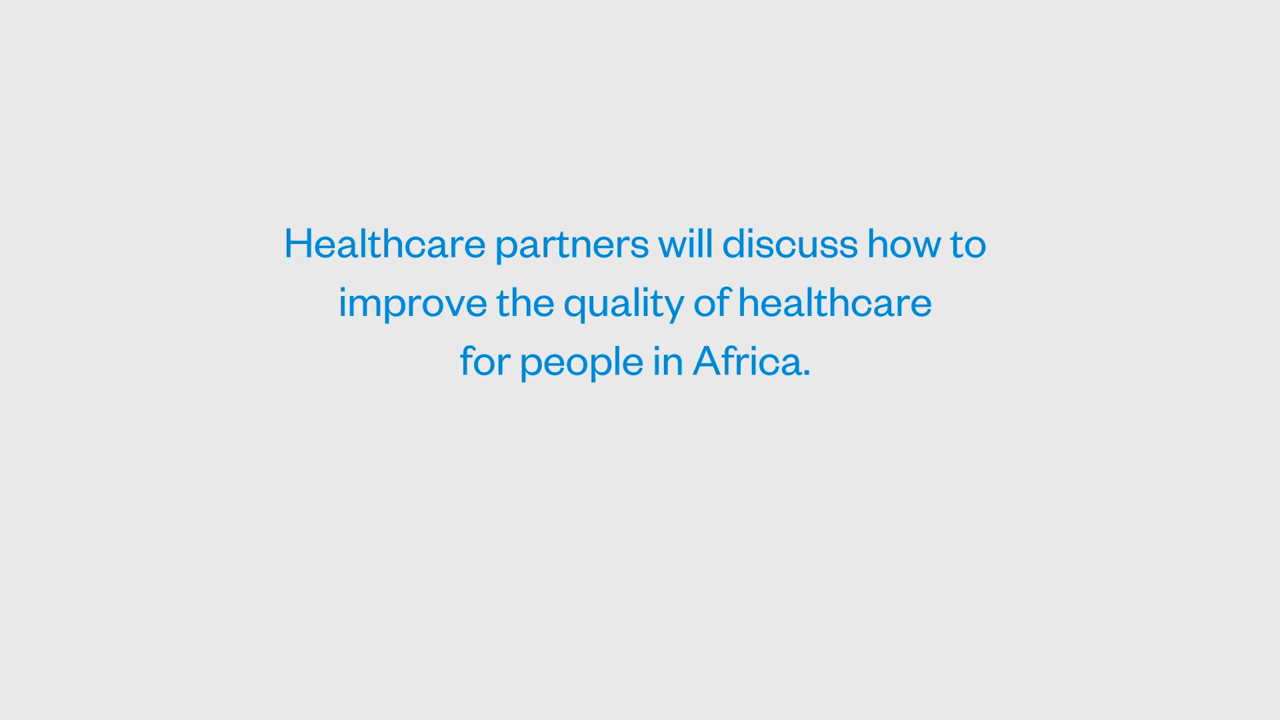 Healthcare partners will discuss how to
improve the quality of healthcare
for people in Africa.